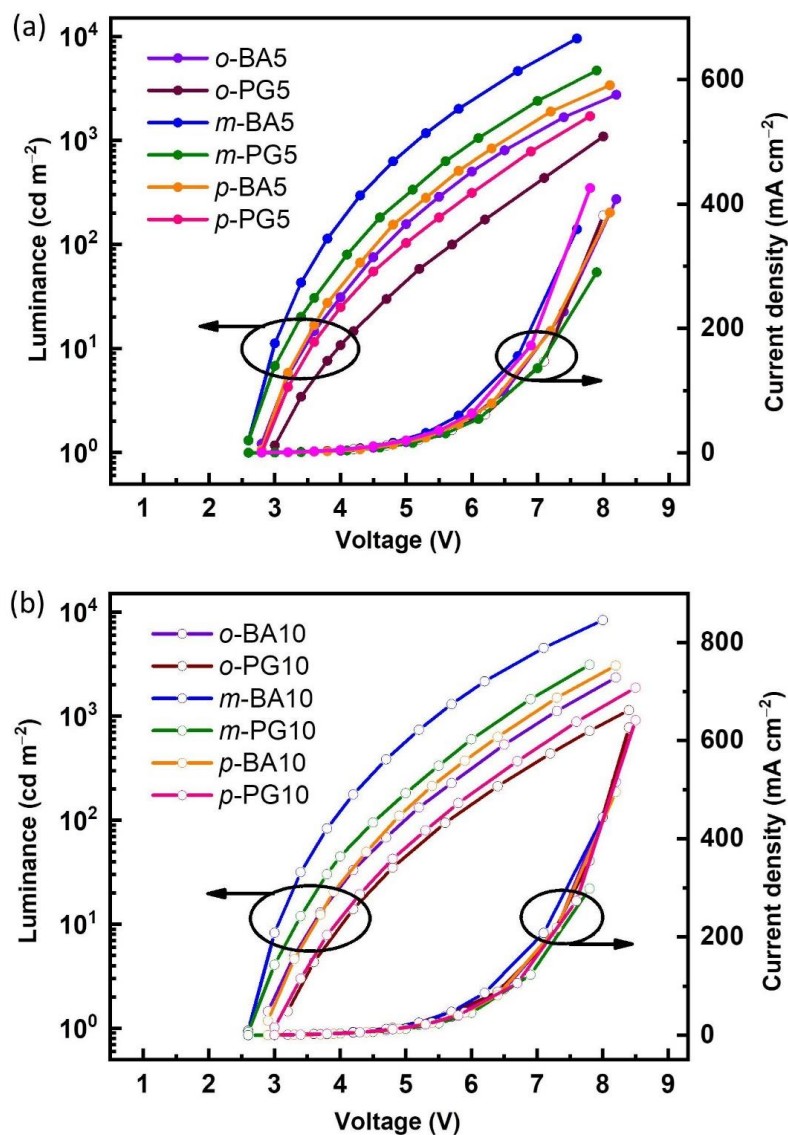 (a)
10⁴
10³
10² 
10¹
10⁰
Luminance (cd m⁻²)
o-BA5
o-PG5
m-BA5
m-PG5
p-BA5
p-PG5
600
400
200
0
Current density (mA cm⁻²)
1 2 3 4 5 6 7 8 9
Voltage (V)
(b)
10⁴
10³
10²
10¹
10⁰
Luminance (cd m⁻²)
o-BA10
o-PG10
m-BA10
m-PG10
p-BA10
p-PG10
800
600
400
200
0
Current density (mA cm⁻²)
1 2 3 4 5 6 7 8 9
Voltage (V)